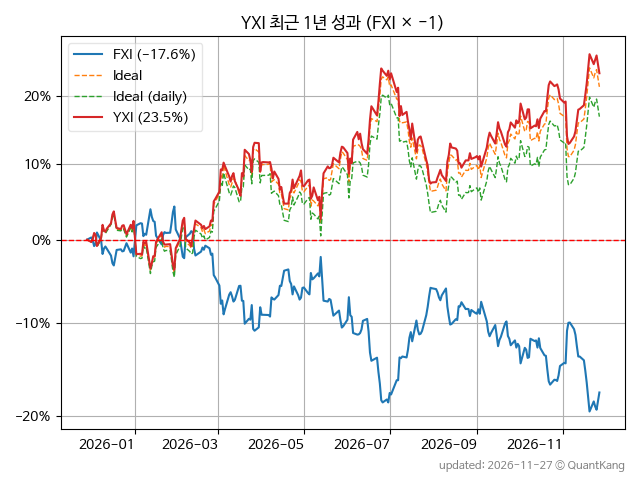 YXI 최근 1년 성과 (FXI × -1)
FXI (-17.6%)
Ideal
Ideal (daily)
YXI (23.5%)
20%
10%
0%
-10%
-20%
2026-01 2026-03 2026-05 2026-07 2026-09 2026-11
updated: 2026-11-27 © QuantKang